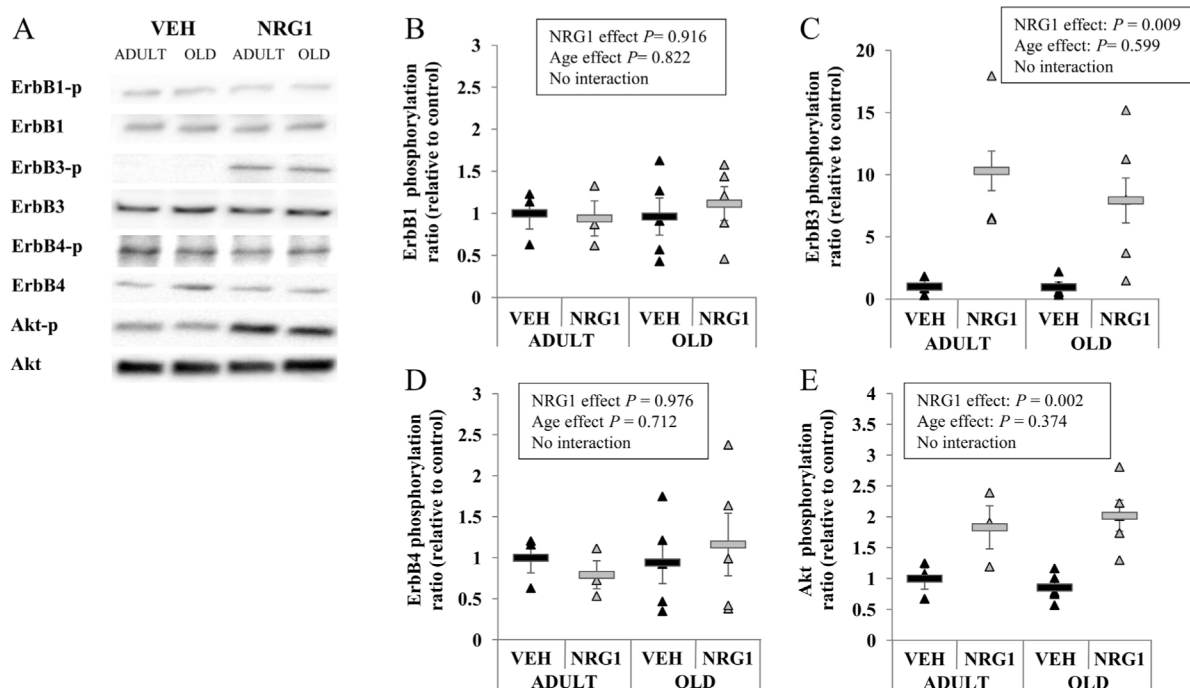 A
VEH NRG1
ADULT OLD ADULT OLD
ErbB1-p
ErbB1
ErbB3-p
ErbB3
ErbB4-p
ErbB4
Akt-p
Akt
B
NRG1 effect P= 0.916
Age effect P= 0.822
No interaction
ErbB1 phosphorylation
ratio (relative to control)
3
2.5
2
1.5
1
0.5
0
VEH NRG1 VEH NRG1
ADULT OLD
C
NRG1 effect: P = 0.009
Age effect: P= 0.599
No interaction
ErbB3 phosphorylation
ratio (relative to control)
20
15
10
5
0
VEH NRG1 VEH NRG1
ADULT OLD
D
NRG1 effect P = 0.976
Age effect P = 0.712
No interaction
ErbB4 phosphorylation
ratio (relative to control)
3
2.5
2
1.5
1
0.5
0
VEH NRG1 VEH NRG1
ADULT OLD
E
NRG1 effect: P = 0.002
Age effect: P = 0.374
No interaction
Akt phosphorylation
ratio (relative to control)
4
3.5
3
2.5
2
1.5
1
0.5
0
VEH NRG1 VEH NRG1
ADULT OLD